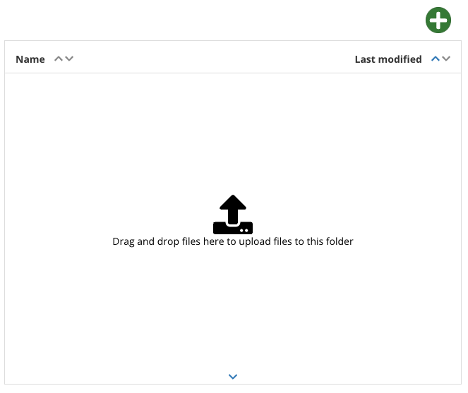 Name Last modified
Drag and drop files here to upload files to this folder